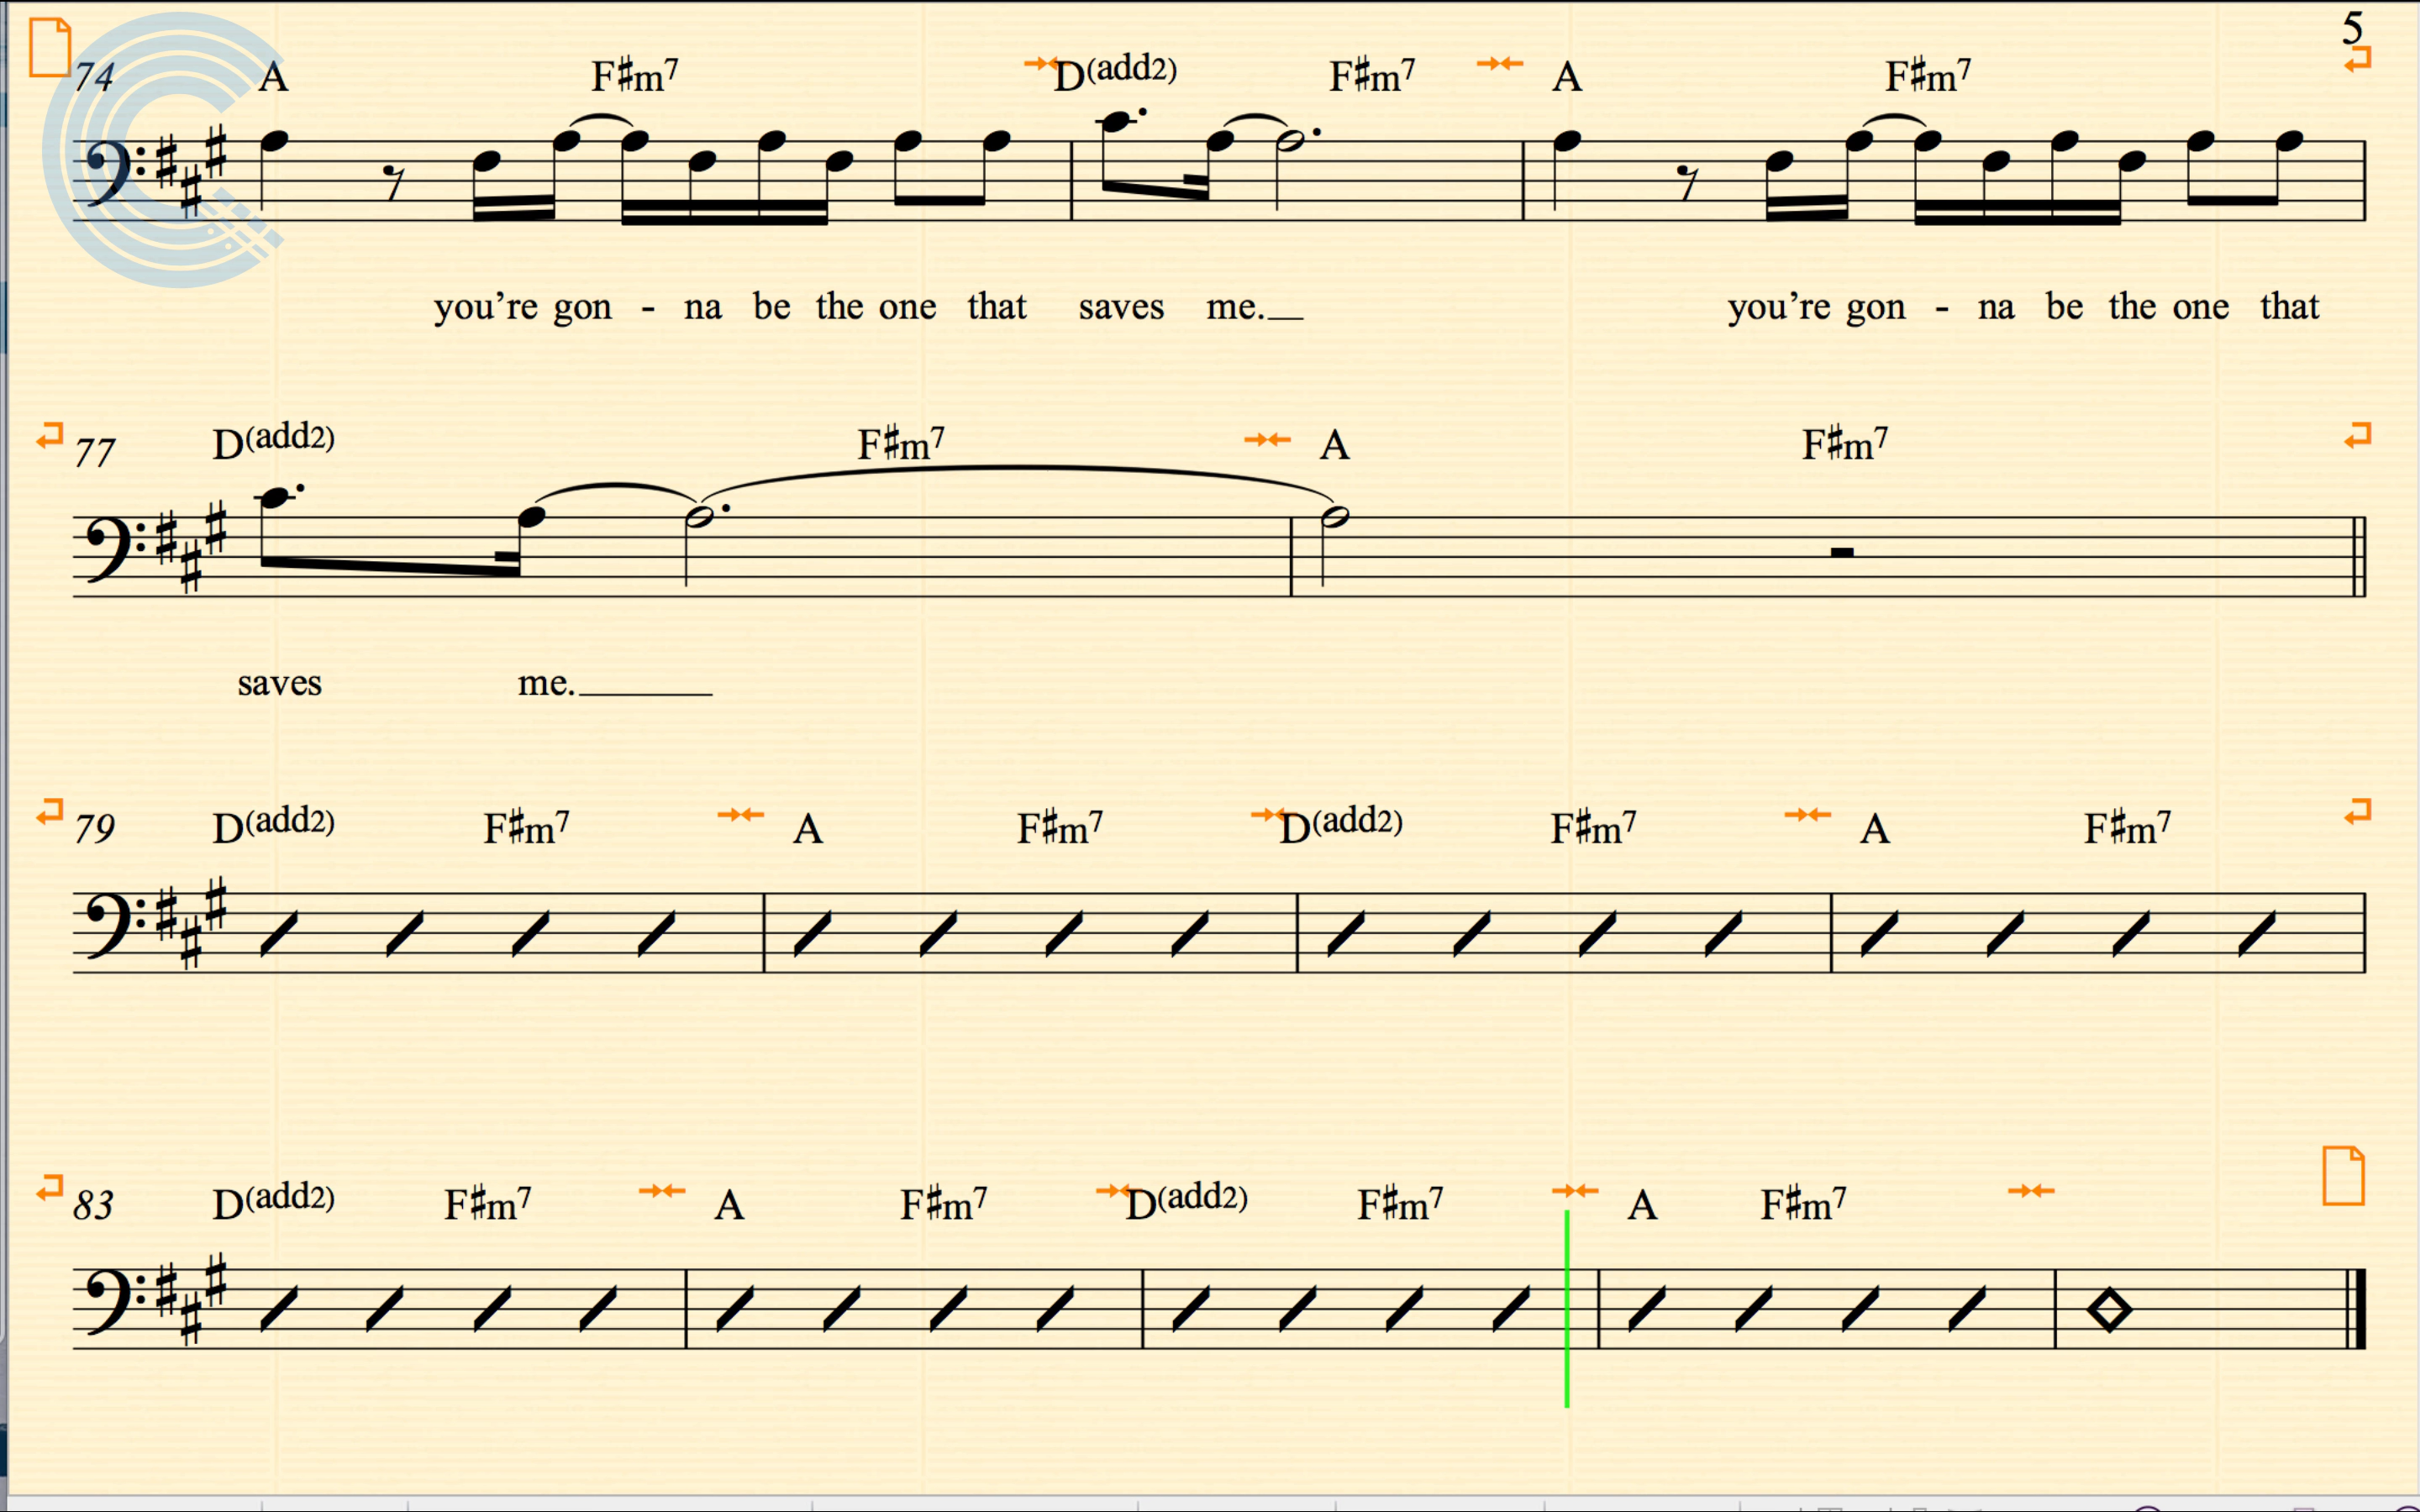 5
74 A F♯m7 D(add2) F♯m7 A F♯m7
you’re gon - na be the one that saves me.__ you’re gon - na be the one that
77 D(add2) F♯m7 A F♯m7
saves me.______
79 D(add2) F♯m7 A F♯m7 D(add2) F♯m7 A F♯m7
83 D(add2) F♯m7 A F♯m7 D(add2) F♯m7 A F♯m7